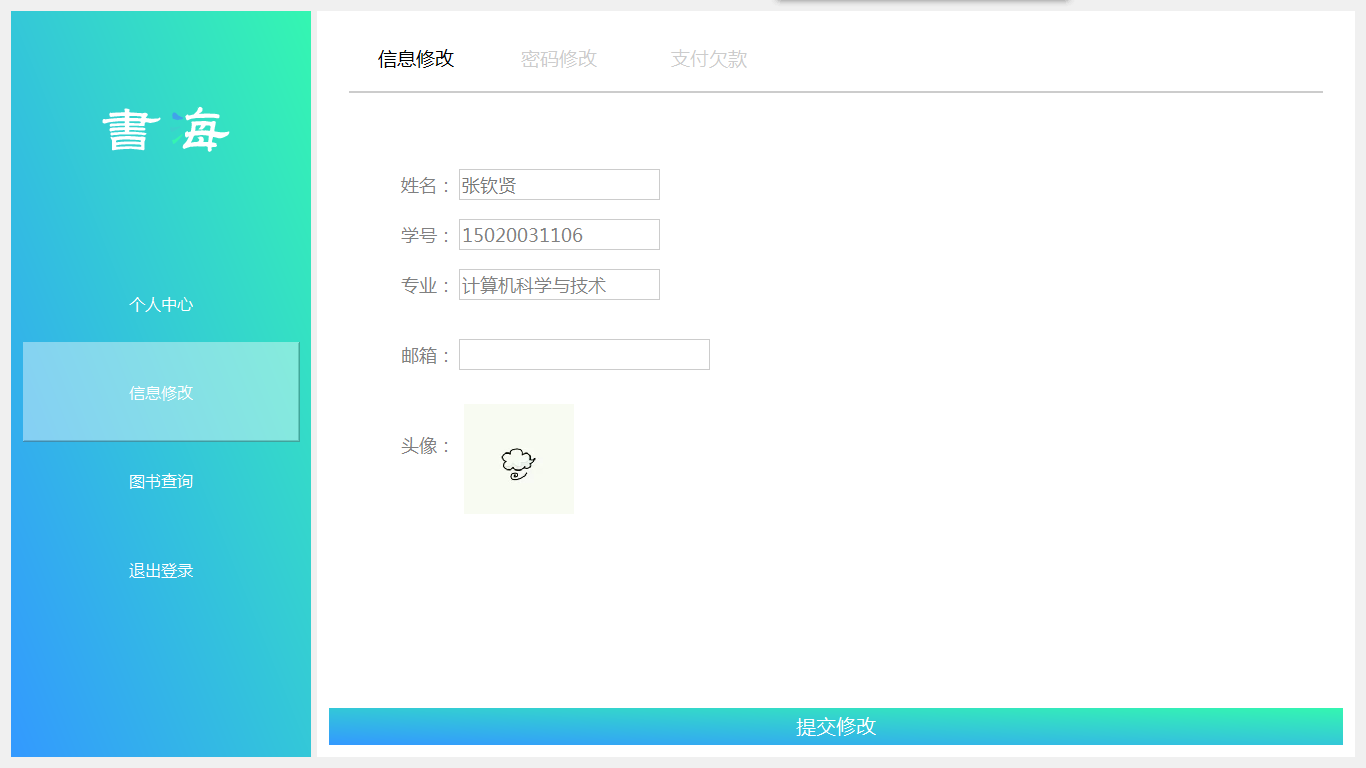 書海
个人中心
信息修改
图书查询
退出登录
信息修改 密码修改 支付欠款
姓名： 张钦贤
学号： 15020031106
专业： 计算机科学与技术
邮箱：
头像：
提交修改